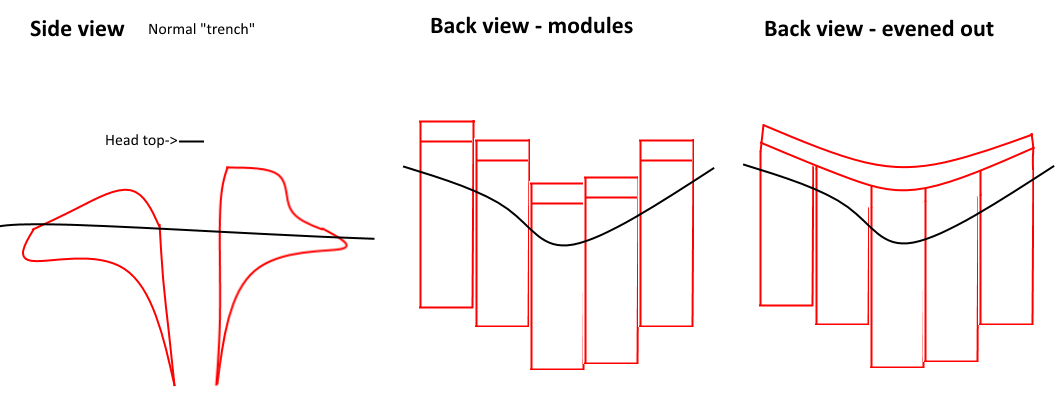 Side view
Normal "trench"
Back view - modules
Back view - evened out
Head top->